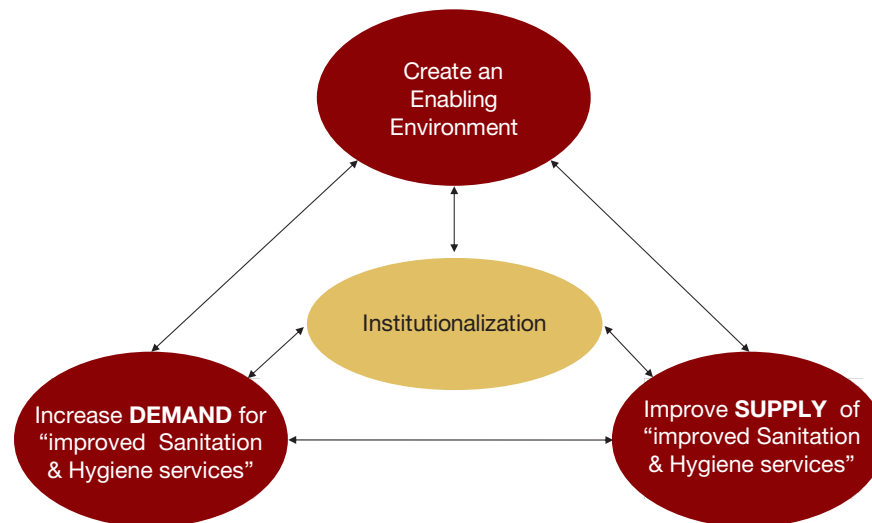 Create an
Enabling
Environment
Institutionalization
Increase DEMAND for
“improved Sanitation
& Hygiene services”
Improve SUPPLY of
“improved Sanitation
& Hygiene services”